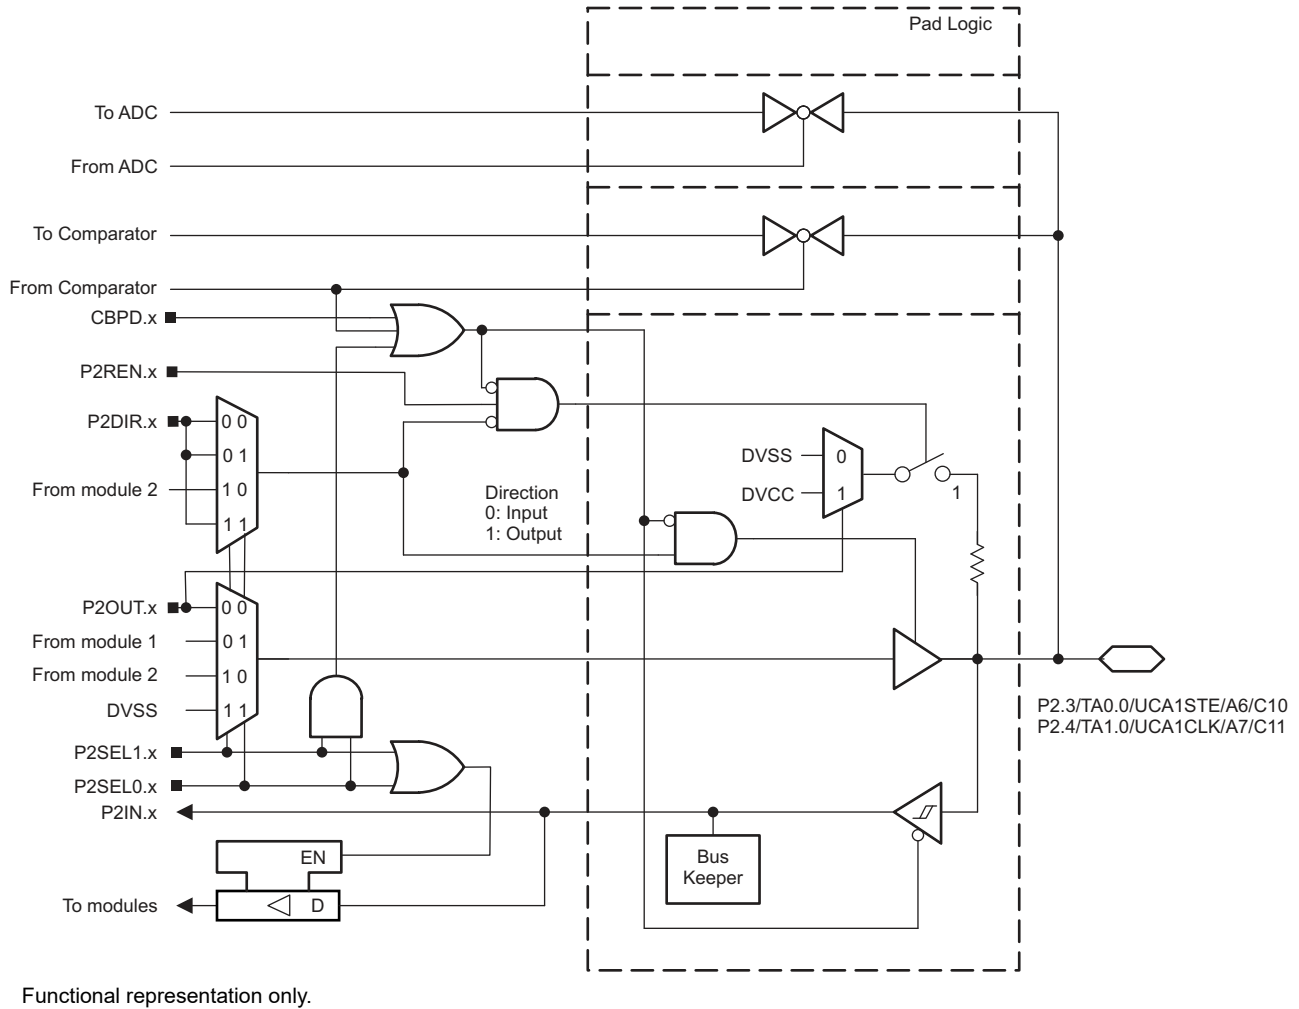 Pad Logic
To ADC
From ADC
To Comparator
From Comparator
CBPD.x
P2REN.x
P2DIR.x
0 0
0 1
From module 2
1 0
1 1
Direction
0: Input
1: Output
DVSS
0
DVCC
1
1
P2OUT.x
0 0
From module 1
0 1
From module 2
1 0
DVSS
1 1
P2.3/TA0.0/UCA1STE/A6/C10
P2.4/TA1.0/UCA1CLK/A7/C11
P2SEL1.x
P2SEL0.x
P2IN.x
Bus
Keeper
EN
To modules
D
Functional representation only.